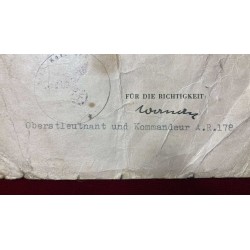 FÜR DIE RICHTIGKEIT:
Oberstleutnant und Kommandeur A.R.178